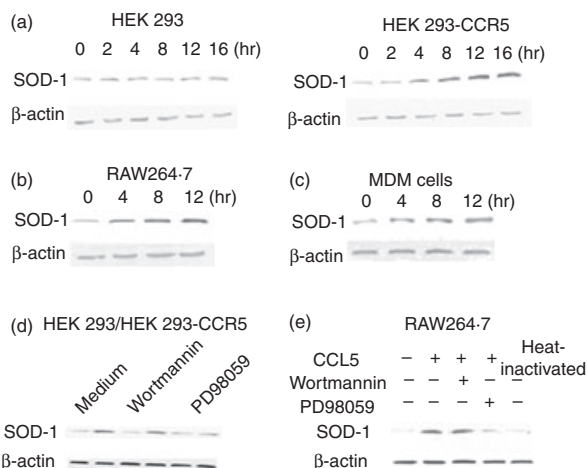 (a) HEK 293 HEK 293-CCR5
0 2 4 8 12 16 (hr) 0 2 4 8 12 16 (hr)
SOD-1 SOD-1
β-actin β-actin
(b) RAW264·7 (c) MDM cells
0 4 8 12 (hr) 0 4 8 12 (hr)
SOD-1 SOD-1
β-actin β-actin
(d) HEK 293/HEK 293-CCR5
Medium Wortmannin PD98059
SOD-1
β-actin
(e) RAW264·7
Heat-inactivated
CCL5 – + + +
Wortmannin – – + – –
PD98059 – – – + –
SOD-1
β-actin